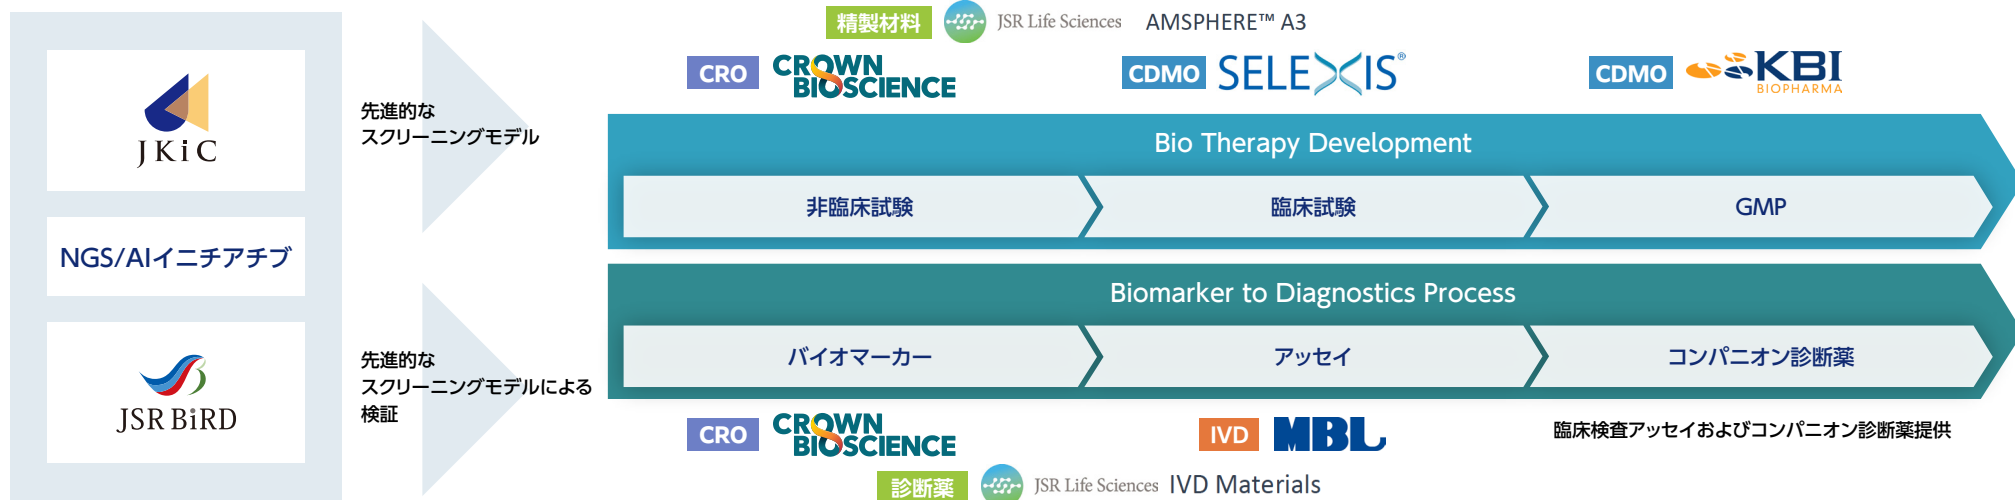 JKiC
NGS/AIイニチアチブ
JSR BiRD
先進的な
スクリーニングモデル
先進的な
スクリーニングモデルによる
検証
精製材料 JSR Life Sciences AMSPHERE™ A3
CRO CROWN
BIOSCIENCE
CDMO SELEXIS®
CDMO KBI
BIOPHARMA
Bio Therapy Development
非臨床試験
臨床試験
GMP
Biomarker to Diagnostics Process
バイオマーカー
アッセイ
コンパニオン診断薬
CRO CROWN
BIOSCIENCE
IVD MBL
臨床検査アッセイおよびコンパニオン診断薬提供
診断薬 JSR Life Sciences IVD Materials